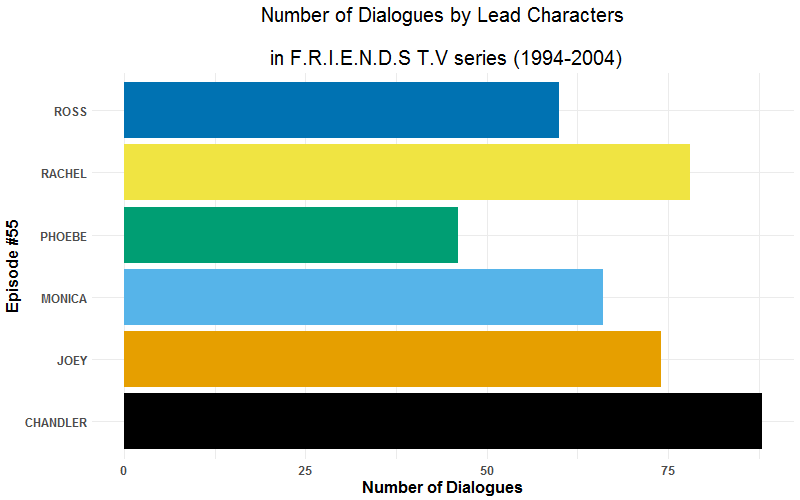 Number of Dialogues by Lead Characters
in F.R.I.E.N.D.S T.V series (1994-2004)
Episode #55
ROSS
RACHEL
PHOEBE
MONICA
JOEY
CHANDLER
0 25 50 75
Number of Dialogues